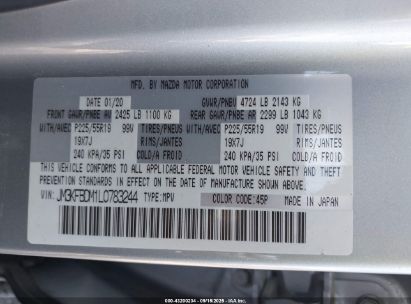 MFD. BY MAZDA MOTOR CORPORATION
DATE 01/20 GVWR/PNBV 4724 LB 2143 KG
FRONT GAWR/PNBE AV 2425 LB 1100 KG REAR GAWR/PNBE AR 2299 LB 1043 KG
WITH/AVEC P225/55R19 99V TIRES/PNEUS WITH/AVEC P225/55R19 99V TIRES/PNEUS
19X7J RIMS/JANTES 19X7J RIMS/JANTES
240 KPA/35 PSI COLD/A FROID 240 KPA/35 PSI COLD/A FROID
THIS VEHICLE CONFORMS TO ALL APPLICABLE FEDERAL MOTOR VEHICLE SAFETY AND THEFT
PREVENTION STANDARDS IN EFFECT ON THE DATE OF MANUFACTURE SHOWN ABOVE.
VIN: JM3KFBDM1L0783244 TYPE:MPV COLOR CODE:45P MADE IN JAPAN
000-43200234 - 09/15/2025 - IAAI.com